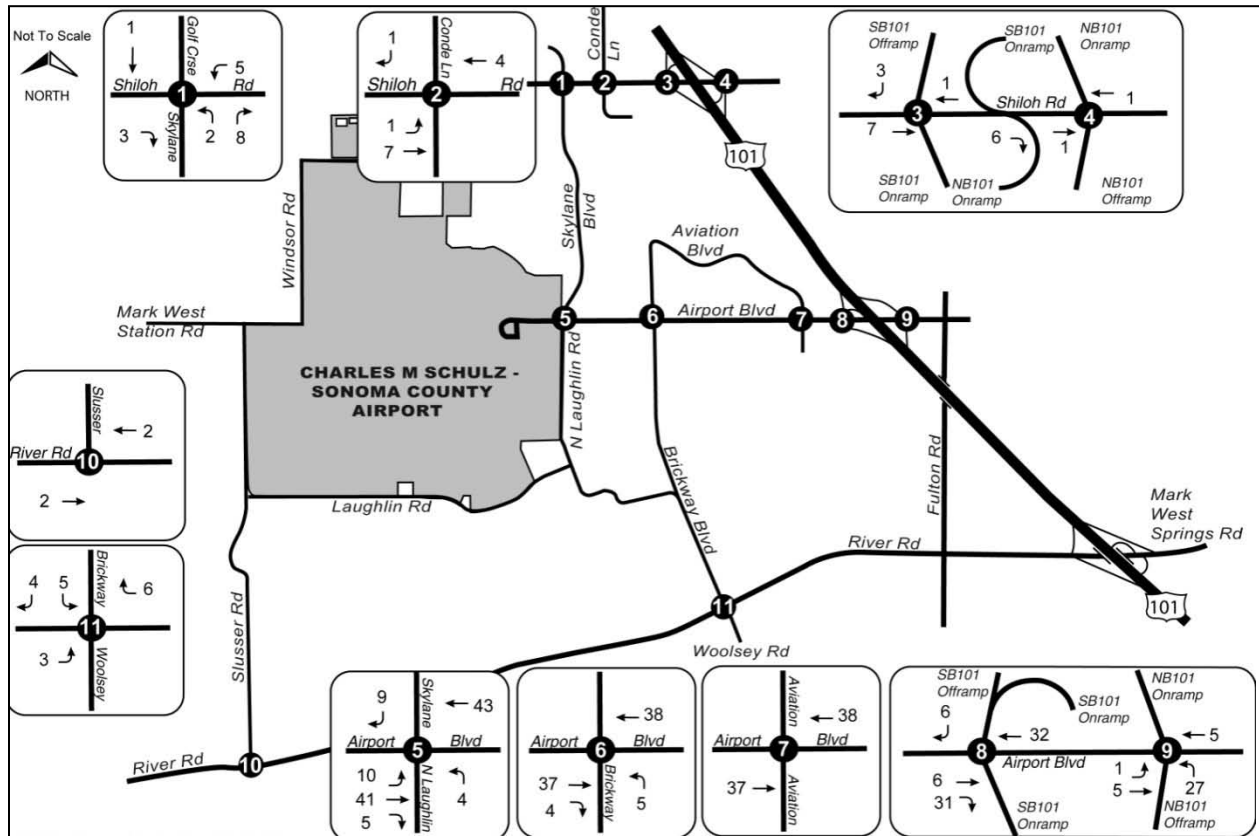 Not To Scale
NORTH
1
Golf Crse
5
Shiloh
Rd
1
3
Skylane
2
8
1
Conde Ln
4
Shiloh
2
1
7
Rd
1
2
3
4
Conde
Ln
101
SB101
Offramp
SB101
Onramp
NB101
Onramp
3
1
Shiloh Rd
1
3
4
7
6
1
SB101
Onramp
NB101
Onramp
NB101
Offramp
Windsor Rd
Skylane
Blvd
Aviation
Blvd
Mark West
Station Rd
Airport Blvd
5
6
7
8
9
CHARLES M SCHULZ -
SONOMA COUNTY
AIRPORT
N Laughlin Rd
Brickway Blvd
Fulton Rd
Laughlin Rd
River Rd
Mark
West
Springs Rd
101
11
Woolsey Rd
Slusser
2
River Rd
10
2
4
5
Brickway
6
11
3
Woolsey
Slusser Rd
River Rd
10
9
Skylane
43
Airport
5
Blvd
10
41
5
N Laughlin
4
38
Airport
6
Blvd
37
4
Brickway
5
Aviation
38
Airport
7
Blvd
37
Aviation
SB101
Offramp
SB101
Onramp
NB101
Onramp
6
32
5
8
Airport Blvd
9
6
31
1
5
27
SB101
Onramp
NB101
Offramp